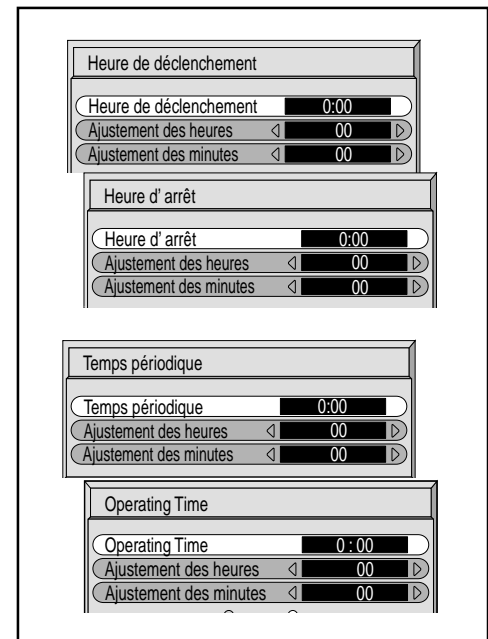 Heure de déclenchement
Heure de déclenchement 0:00
Ajustement des heures 00
Ajustement des minutes 00
Heure d' arrêt
Heure d' arrêt 0:00
Ajustement des heures 00
Ajustement des minutes 00
Temps périodique
Temps périodique 0:00
Ajustement des heures 00
Ajustement des minutes 00
Operating Time
Operating Time 0 : 00
Ajustement des heures 00
Ajustement des minutes 00